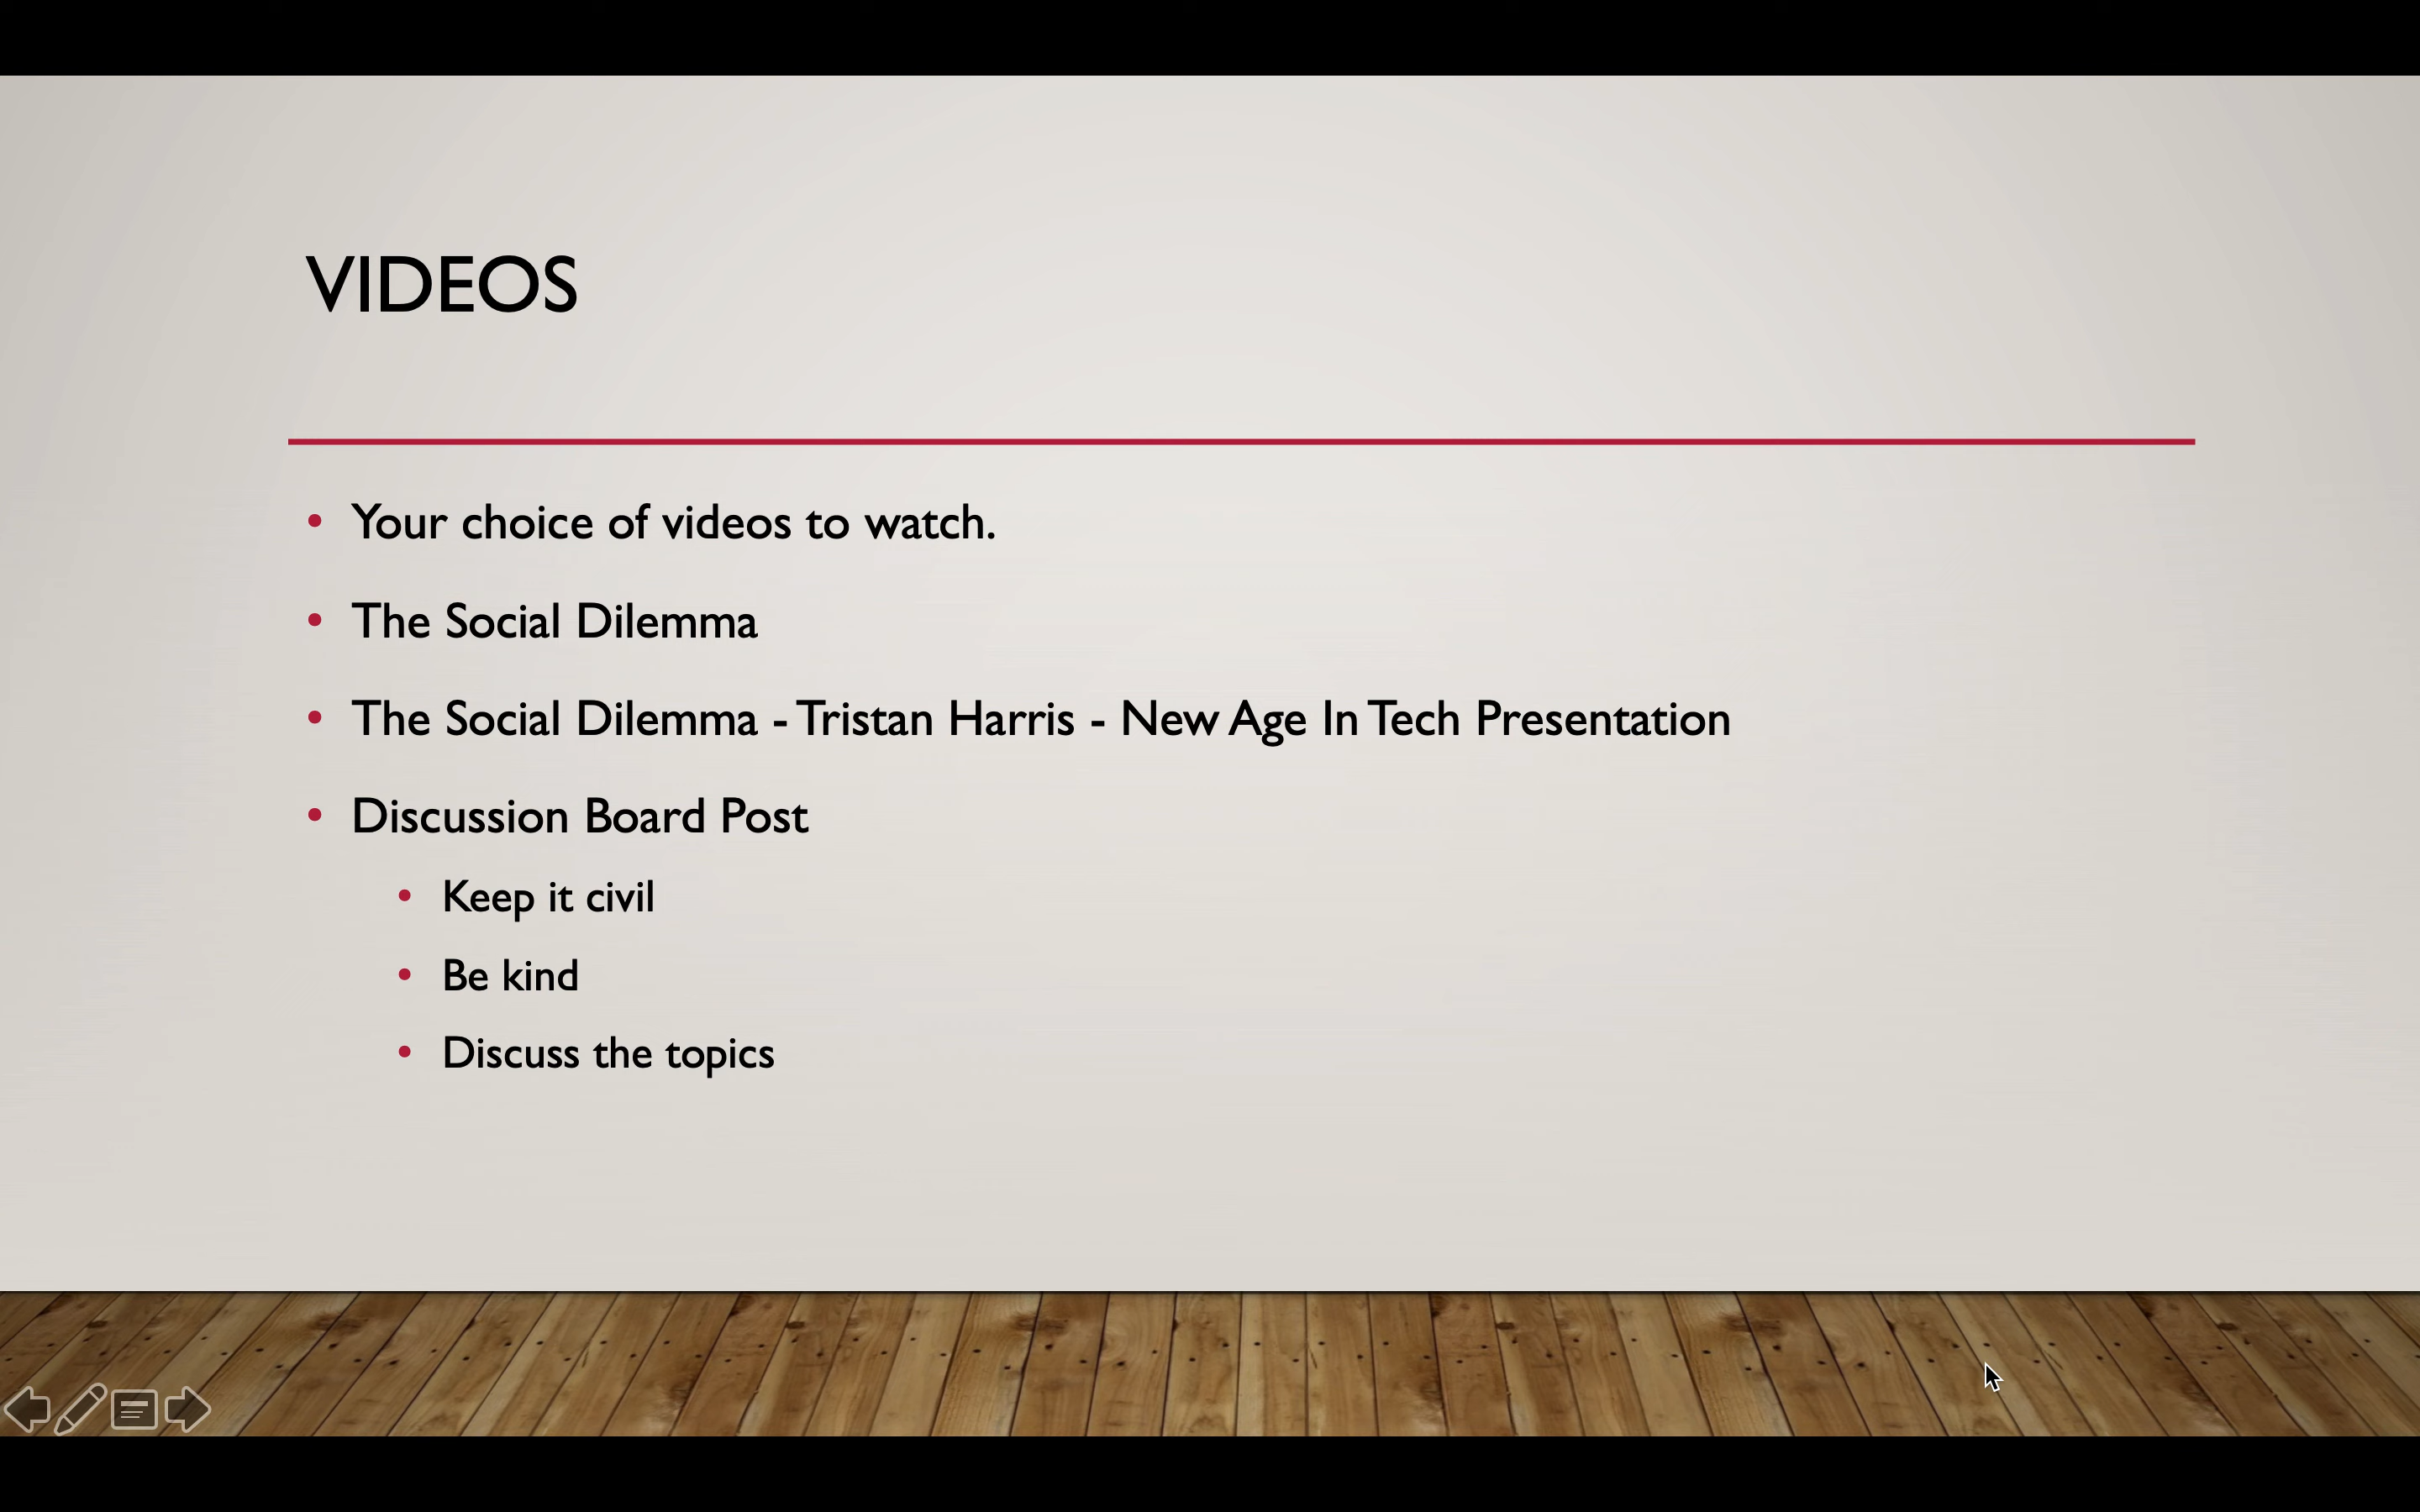 VIDEOS
• Your choice of videos to watch.
• The Social Dilemma
• The Social Dilemma - Tristan Harris - New Age In Tech Presentation
• Discussion Board Post
• Keep it civil
• Be kind
• Discuss the topics